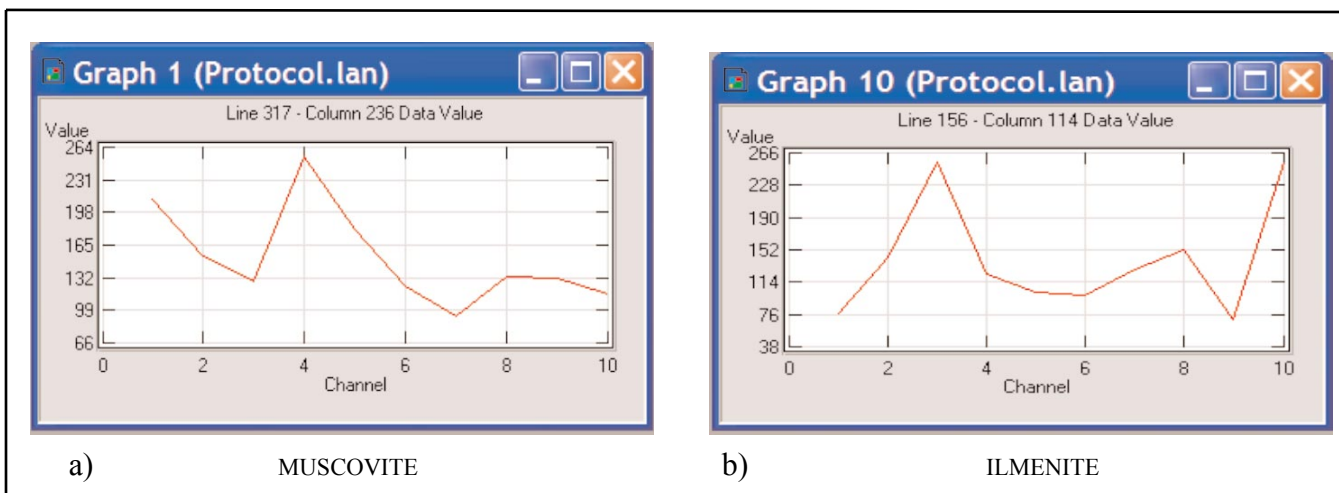 Graph 1 (Protocol.lan)
Line 317 - Column 236 Data Value
Value
264
231
198
165
132
99
66
0 2 4 6 8 10
Channel
a) MUSCOVITE
Graph 10 (Protocol.lan)
Line 156 - Column 114 Data Value
Value
266
228
190
152
114
76
38
0 2 4 6 8 10
Channel
b) ILMENITE